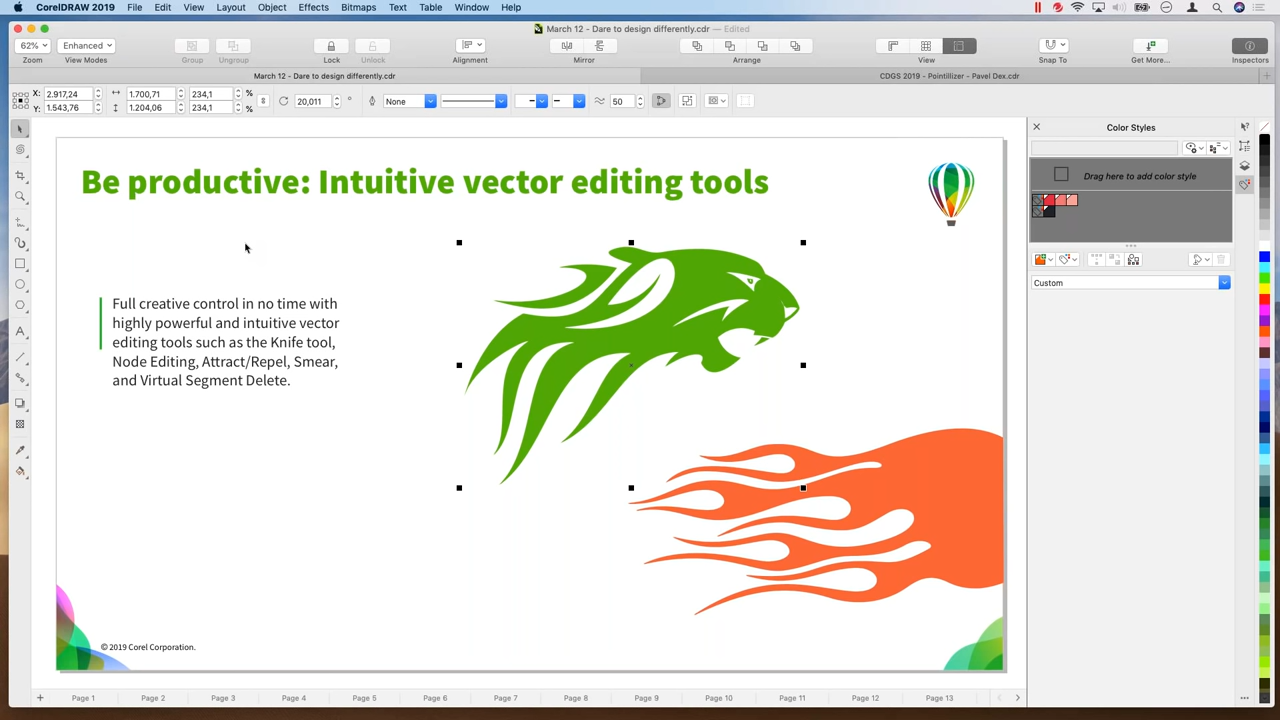 CorelDRAW 2019 File Edit View Layout Object Effects Bitmaps Text Table Window Help
March 12 - Dare to design differently.cdr — Edited
62% Enhanced
Zoom View Modes Group Ungroup Lock Unlock Alignment Mirror Arrange View Snap To Get More... Inspectors
March 12 - Dare to design differently.cdr CDGS 2019 - Pointillizer - Pavel Dex.cdr
X: 2.917,24 1.700,71 234,1 % 20,011 ° None 50
Y: 1.543,76 1.204,06 234,1 %
Color Styles
Drag here to add color style
Custom
Be productive: Intuitive vector editing tools
Full creative control in no time with
highly powerful and intuitive vector
editing tools such as the Knife tool,
Node Editing, Attract/Repel, Smear,
and Virtual Segment Delete.
© 2019 Corel Corporation.
Page 1 Page 2 Page 3 Page 4 Page 5 Page 6 Page 7 Page 8 Page 9 Page 10 Page 11 Page 12 Page 13